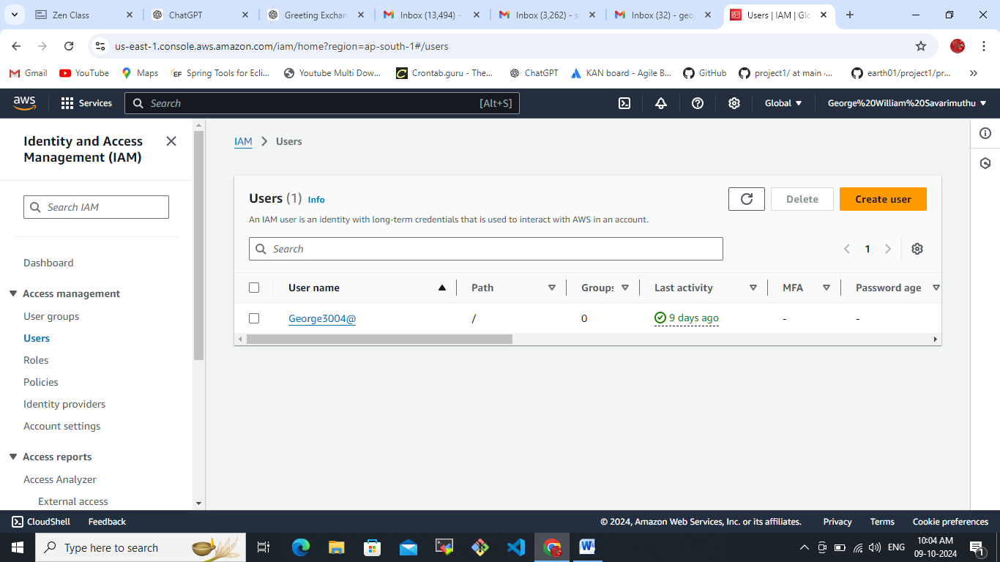 Zen Class
ChatGPT
Greeting Exchan
Inbox (13,494) -
Inbox (3,262) - s
Inbox (32) - geo
Users | IAM | Glo
us-east-1.console.aws.amazon.com/iam/home?region=ap-south-1#/users
Gmail
YouTube
Maps
Spring Tools for Ecli...
Youtube Multi Dow...
Crontab.guru - The...
ChatGPT
KAN board - Agile B...
GitHub
project1/ at main ·...
earth01/project1/pr...
aws
Services
Search
[Alt+S]
Global
George%20William%20Savarimuthu
Identity and Access
Management (IAM)
Search IAM
Dashboard
Access management
User groups
Users
Roles
Policies
Identity providers
Account settings
Access reports
Access Analyzer
External access
IAM
Users
Users (1) Info
Delete
Create user
An IAM user is an identity with long-term credentials that is used to interact with AWS in an account.
Search
1
User name
Path
Groups
Last activity
MFA
Password age
George3004@
/
0
9 days ago
-
-
CloudShell
Feedback
© 2024, Amazon Web Services, Inc. or its affiliates.
Privacy
Terms
Cookie preferences
Type here to search
ENG
10:04 AM
09-10-2024
1